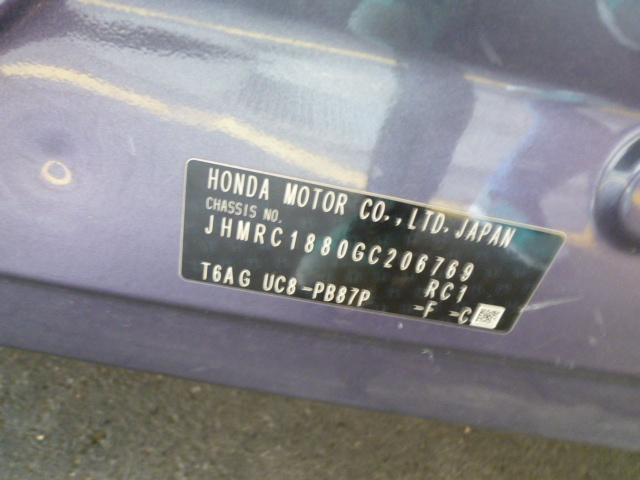 HONDA MOTOR CO.,LTD.JAPAN
CHASSIS NO.
JHMRC1880GC206769
RC1
T6AG UC8-PB87P -F -C